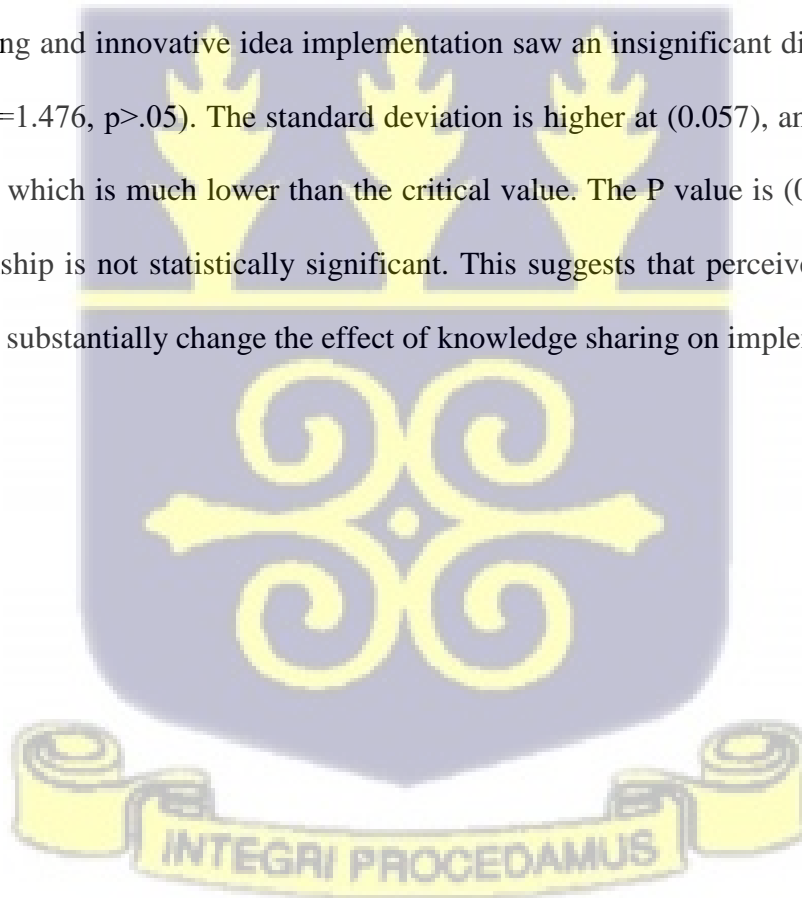 ng and innovative idea implementation saw an insignificant di
=1.476, p>.05). The standard deviation is higher at (0.057), an
which is much lower than the critical value. The P value is (0
ship is not statistically significant. This suggests that perceive
substantially change the effect of knowledge sharing on imple
INTEGRI PROCEDAMUS